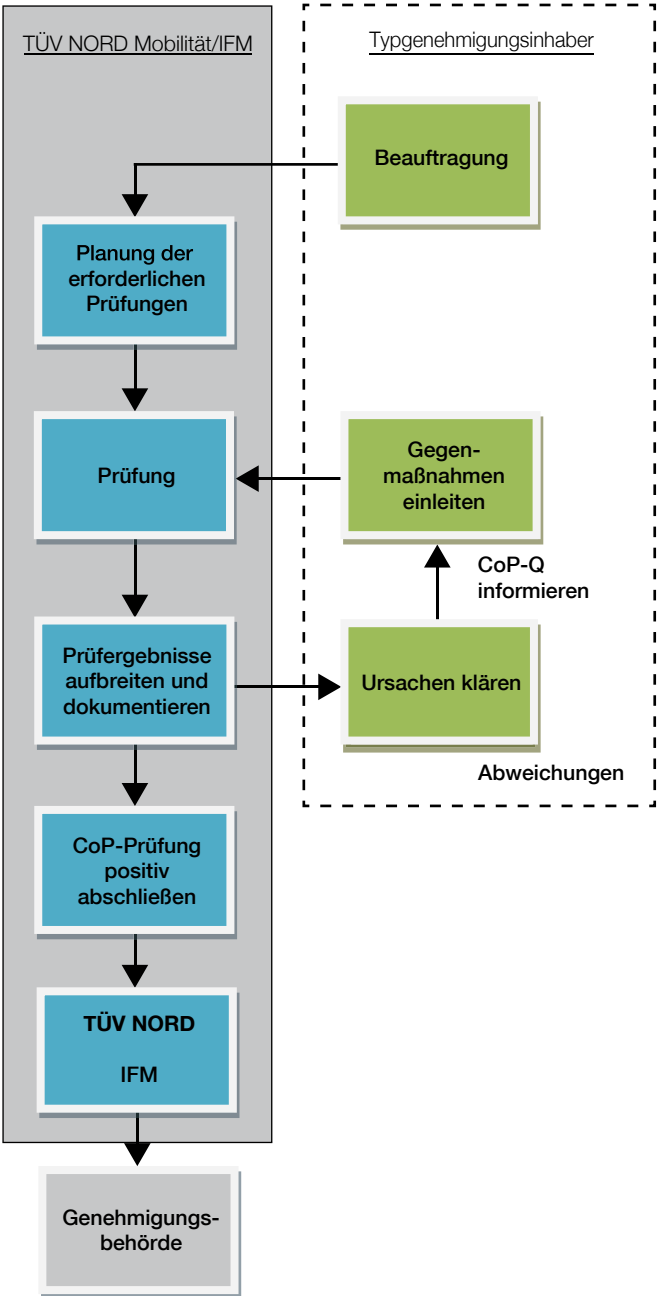 TÜV NORD Mobilität/IFM
Typgenehmigungsinhaber
Beauftragung
Planung der
erforderlichen
Prüfungen
Prüfung
Gegen-
maßnahmen
einleiten
CoP-Q
informieren
Prüfergebnisse
aufbreiten und
dokumentieren
Ursachen klären
Abweichungen
CoP-Prüfung
positiv
abschließen
TÜV NORD
IFM
Genehmigungs-
behörde